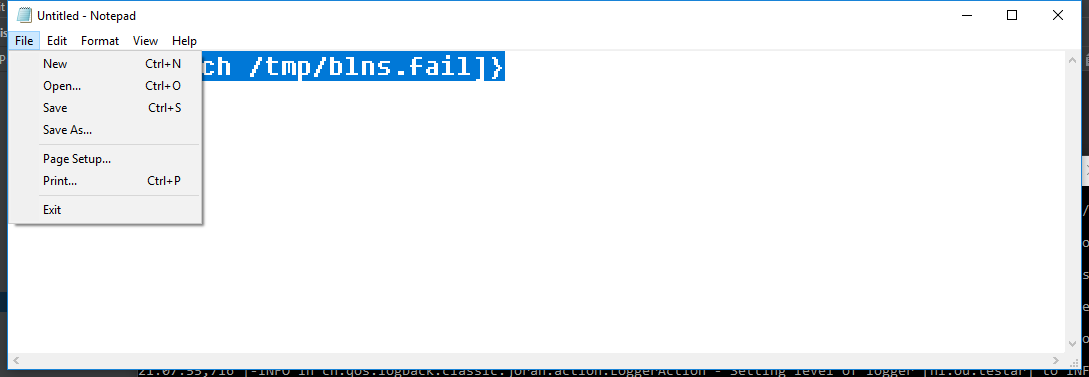 Untitled - Notepad
File Edit Format View Help
ch /tmp/blns.fail]}
New Ctrl+N
Open... Ctrl+O
Save Ctrl+S
Save As...
Page Setup...
Print... Ctrl+P
Exit
21:07:55,716 |-INFO in ch.qos.logback.classic.joran.action.LoggerAction - Setting level of logger [nl.ou.testar] to INF